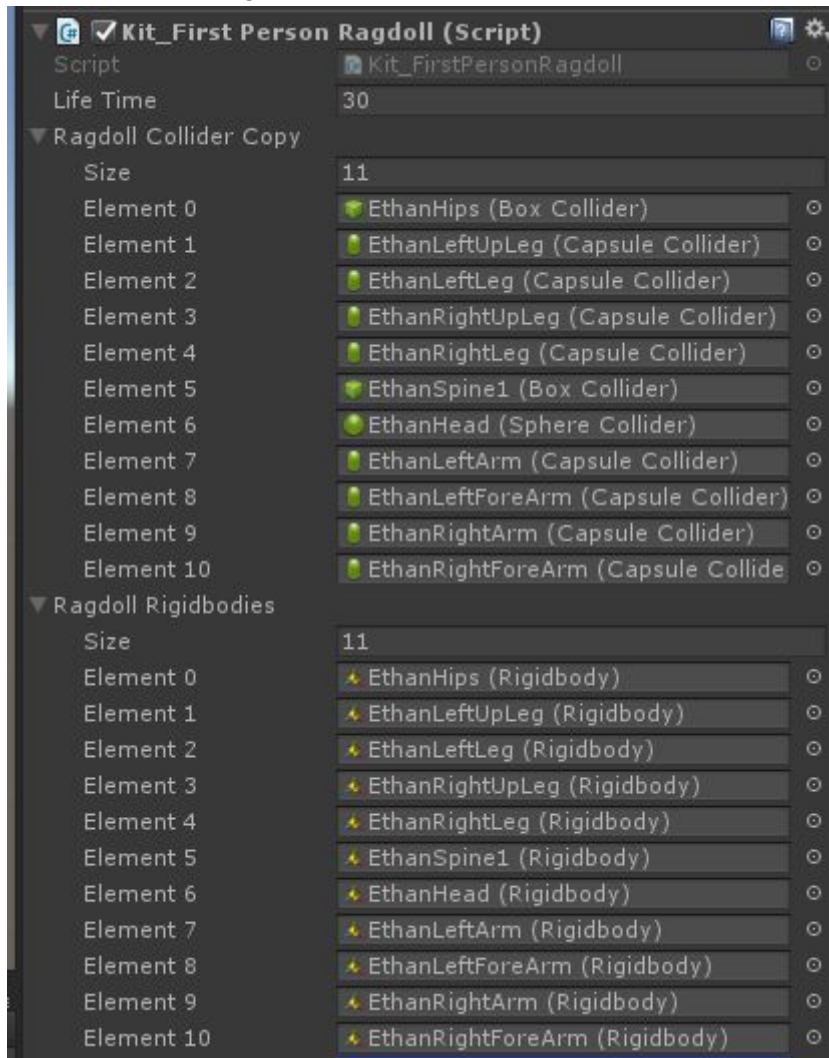 Kit_First Person Ragdoll (Script)
Script Kit_FirstPersonRagdoll
Life Time 30
Ragdoll Collider Copy
Size 11
Element 0 EthanHips (Box Collider)
Element 1 EthanLeftUpLeg (Capsule Collider)
Element 2 EthanLeftLeg (Capsule Collider)
Element 3 EthanRightUpLeg (Capsule Collider)
Element 4 EthanRightLeg (Capsule Collider)
Element 5 EthanSpine1 (Box Collider)
Element 6 EthanHead (Sphere Collider)
Element 7 EthanLeftArm (Capsule Collider)
Element 8 EthanLeftForeArm (Capsule Collider)
Element 9 EthanRightArm (Capsule Collider)
Element 10 EthanRightForeArm (Capsule Collide
Ragdoll Rigidbodies
Size 11
Element 0 EthanHips (Rigidbody)
Element 1 EthanLeftUpLeg (Rigidbody)
Element 2 EthanLeftLeg (Rigidbody)
Element 3 EthanRightUpLeg (Rigidbody)
Element 4 EthanRightLeg (Rigidbody)
Element 5 EthanSpine1 (Rigidbody)
Element 6 EthanHead (Rigidbody)
Element 7 EthanLeftArm (Rigidbody)
Element 8 EthanLeftForeArm (Rigidbody)
Element 9 EthanRightArm (Rigidbody)
Element 10 EthanRightForeArm (Rigidbody)